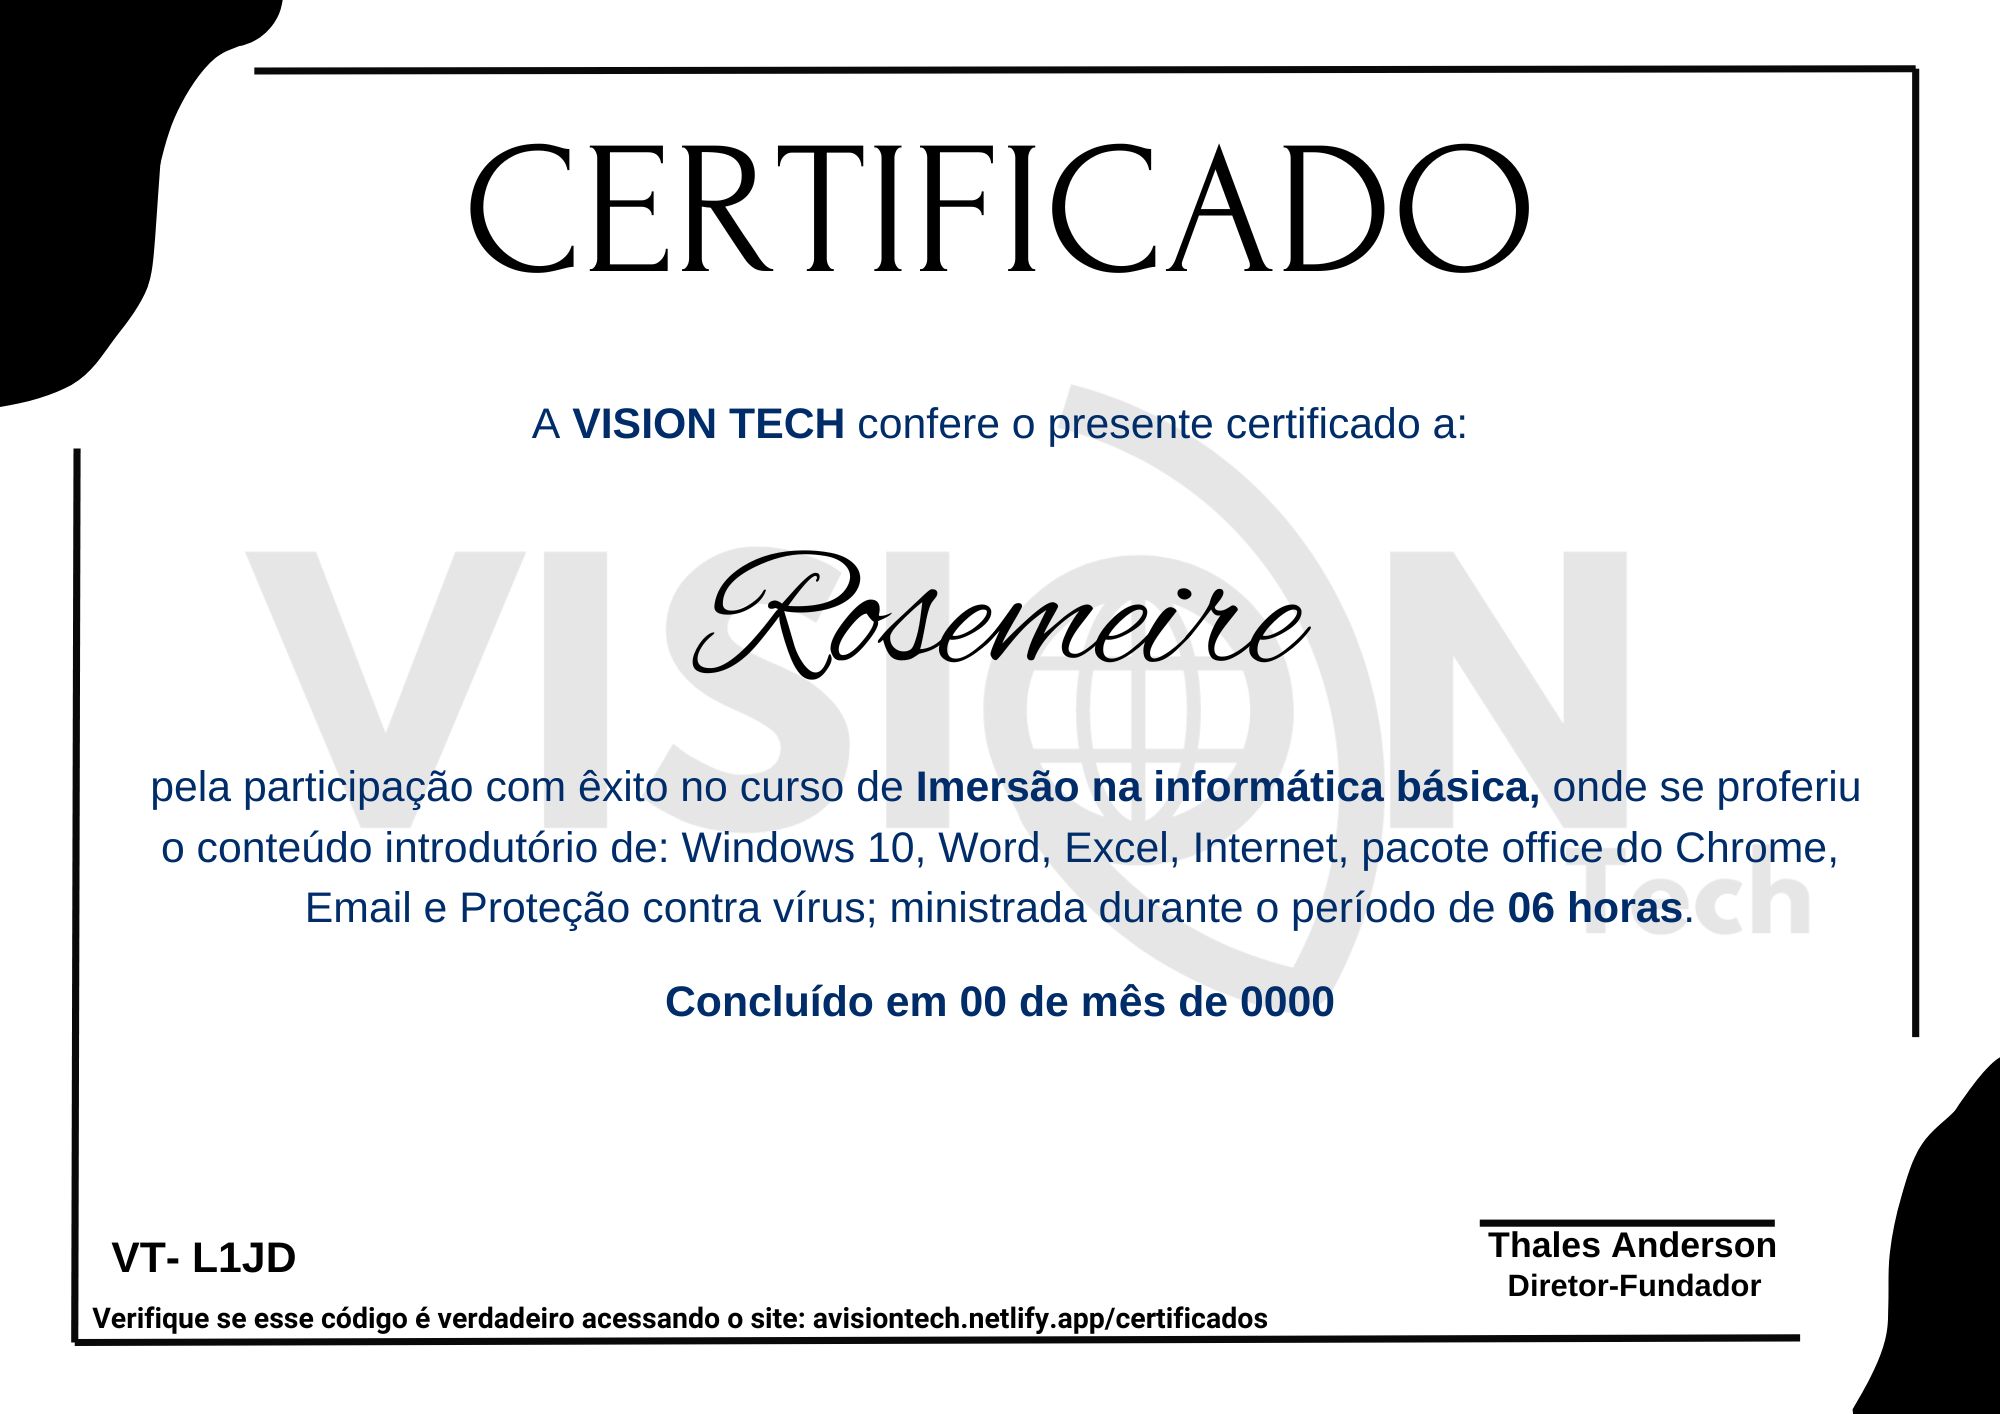 CERTIFICADO
A VISION TECH confere o presente certificado a:
VISION
Rosemeire
pela participação com êxito no curso de Imersão na informática básica, onde se proferiu
o conteúdo introdutório de: Windows 10, Word, Excel, Internet, pacote office do Chrome,
Tech
Email e Proteção contra vírus; ministrada durante o período de 06 horas.
Concluído em 00 de mês de 0000
VT- L1JD
Thales Anderson
Diretor-Fundador
Verifique se esse código é verdadeiro acessando o site: avisiontech.netlify.app/certificados